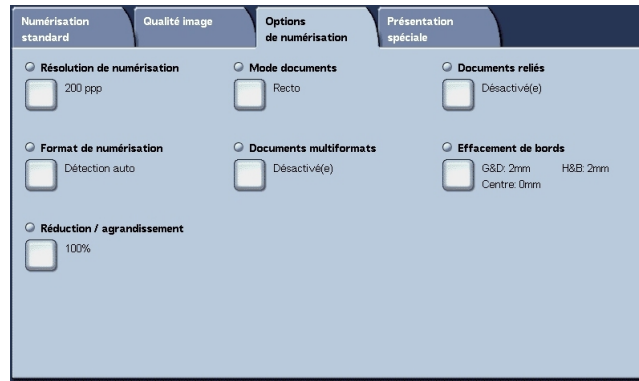 Numérisation
standard
Qualité image
Options
de numérisation
Présentation
spéciale
Résolution de numérisation
200 ppp
Mode documents
Recto
Documents reliés
Désactivé(e)
Format de numérisation
Détection auto
Documents multiformats
Désactivé(e)
Effacement de bords
G&D: 2mm H&B: 2mm
Centre: 0mm
Réduction / agrandissement
100%